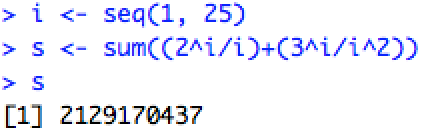 > i <- seq(1, 25)
> s <- sum((2^i/i)+(3^i/i^2))
> s
[1] 2129170437